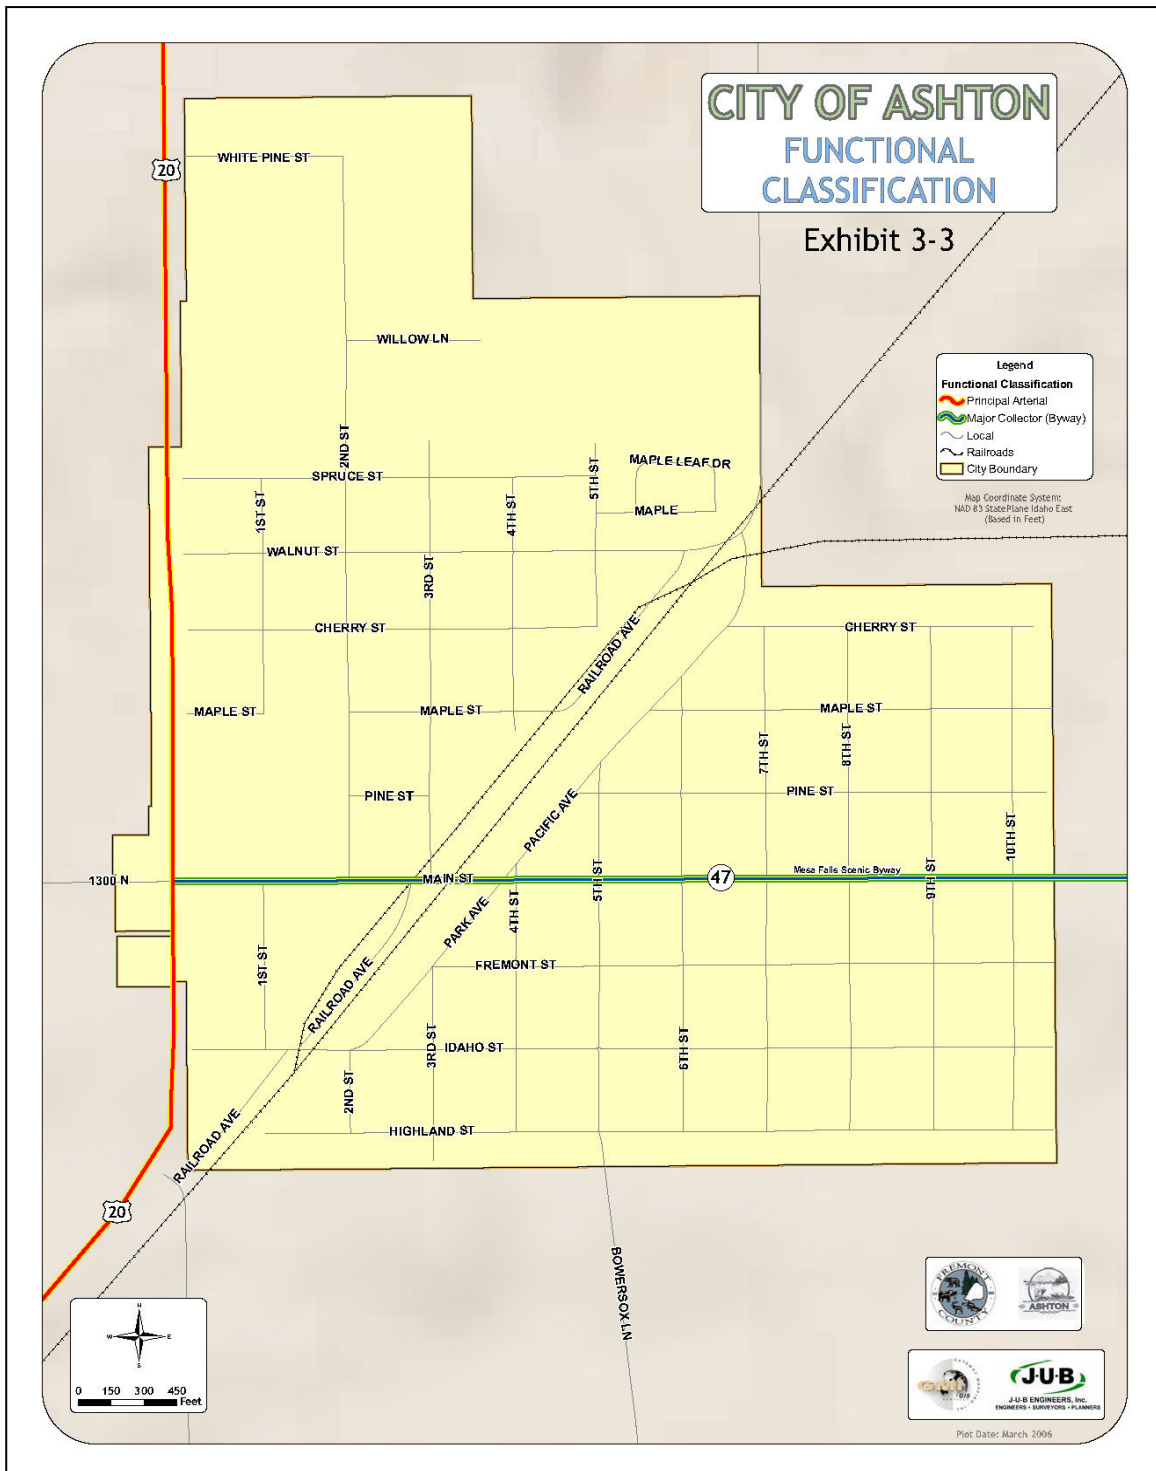 CITY OF ASHTON
FUNCTIONAL
CLASSIFICATION
Exhibit 3-3
20
WHITE PINE ST
WILLOW LN
Legend
Functional Classification
Principal Arterial
Major Collector (Byway)
Local
Railroads
City Boundary
Map Coordinate System:
NAD 83 StatePlane Idaho East
(Based in Feet)
2ND ST
SPRUCE ST
1ST ST
4TH ST
5TH ST
MAPLE LEAF DR
MAPLE
WALNUT ST
3RD ST
CHERRY ST
RAILROAD AVE
CHERRY ST
MAPLE ST
MAPLE ST
MAPLE ST
7TH ST
8TH ST
PINE ST
PACIFIC AVE
PINE ST
10TH ST
1300 N
MAIN ST
5TH ST
47
Mesa Falls Scenic Byway
9TH ST
PARK AVE
4TH ST
1ST ST
RAILROAD AVE
FREMONT ST
3RD ST
IDAHO ST
6TH ST
2ND ST
HIGHLAND ST
RAILROAD AVE
20
BOWERSOX LN
N
W
E
S
0 150 300 450
Feet
FREMONT
COUNTY
ASHTON
GIS
J-U-B
J-U-B ENGINEERS, Inc.
ENGINEERS • SURVEYORS • PLANNERS
Plot Date: March 2006